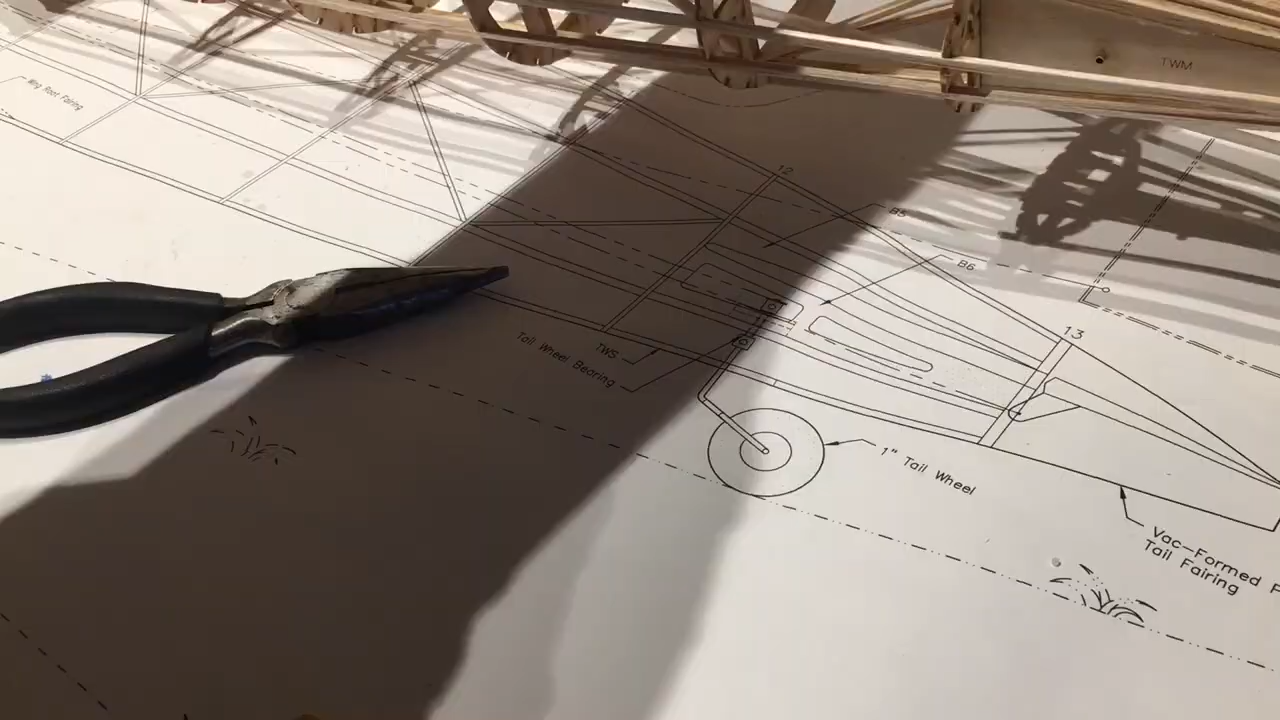 TWM
Wing Root Fairing
12
B5
B6
13
TWS
Tail Wheel Bearing
1" Tail Wheel
Vac-Formed F
Tail Fairing